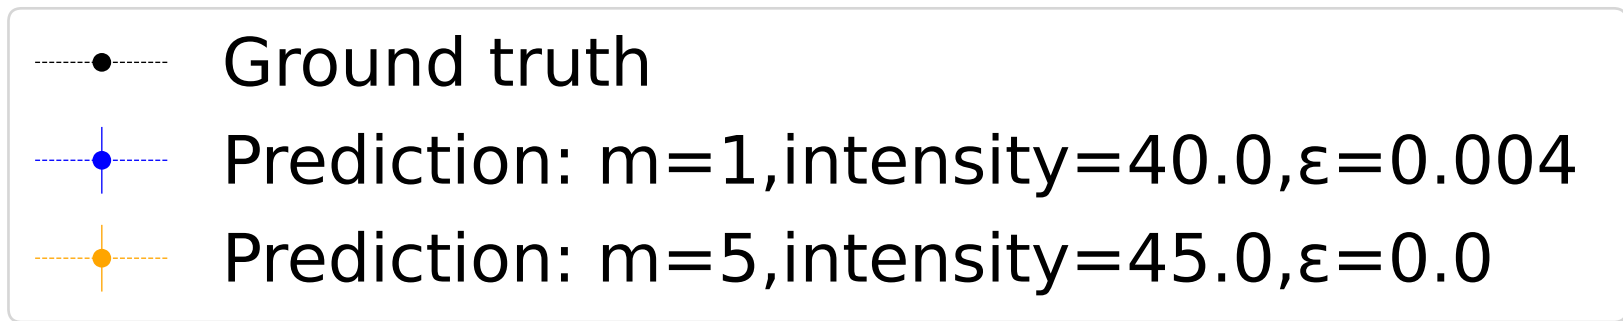 Ground truth
Prediction: m=1,intensity=40.0,ε=0.004
Prediction: m=5,intensity=45.0,ε=0.0